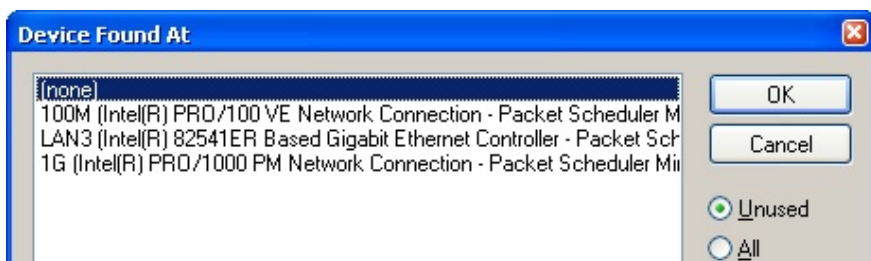 Device Found At
(none)
100M (Intel(R) PRO/100 VE Network Connection - Packet Scheduler M
LAN3 (Intel(R) 82541ER Based Gigabit Ethernet Controller - Packet Sch
1G (Intel(R) PRO/1000 PM Network Connection - Packet Scheduler Mi
OK
Cancel
Unused
All